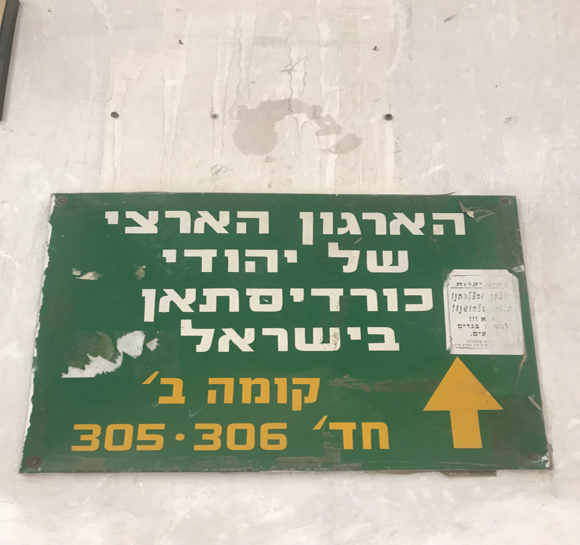 הארגון הארצי
של יהודי
כורדיסתאן
בישראל
קומה ב׳
חד׳ 306 · 305